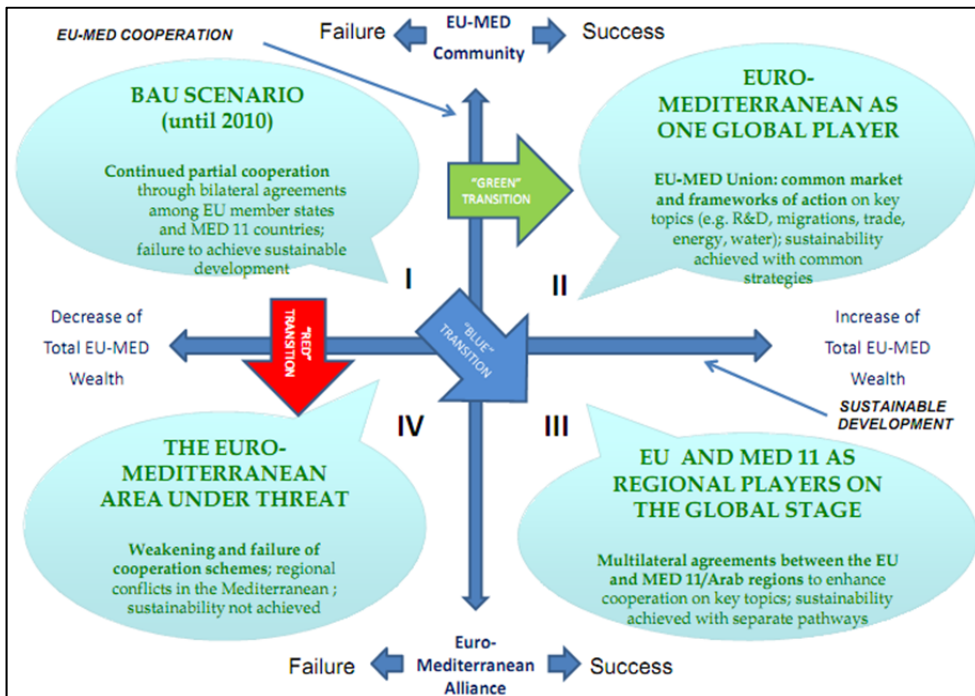 EU-MED COOPERATION
Failure
EU-MED
Community
Success
BAU SCENARIO
(until 2010)
Continued partial cooperation
through bilateral agreements
among EU member states
and MED 11 countries;
failure to achieve sustainable
development
EURO-
MEDITERRANEAN AS
ONE GLOBAL PLAYER
EU-MED Union: common market
and frameworks of action on key
topics (e.g. R&D, migrations, trade,
energy, water); sustainability
achieved with common
strategies
"GREEN"
TRANSITION
I
II
Decrease of
Total EU-MED
Wealth
"RED"
TRANSITION
"BLUE"
TRANSITION
Increase of
Total EU-MED
Wealth
SUSTAINABLE
DEVELOPMENT
IV
III
THE EURO-
MEDITERRANEAN
AREA UNDER THREAT
Weakening and failure of
cooperation schemes; regional
conflicts in the Mediterranean ;
sustainability not achieved
EU AND MED 11 AS
REGIONAL PLAYERS ON
THE GLOBAL STAGE
Multilateral agreements between the EU
and MED 11/Arab regions to enhance
cooperation on key topics; sustainability
achieved with separate pathways
Failure
Euro-
Mediterranean
Alliance
Success